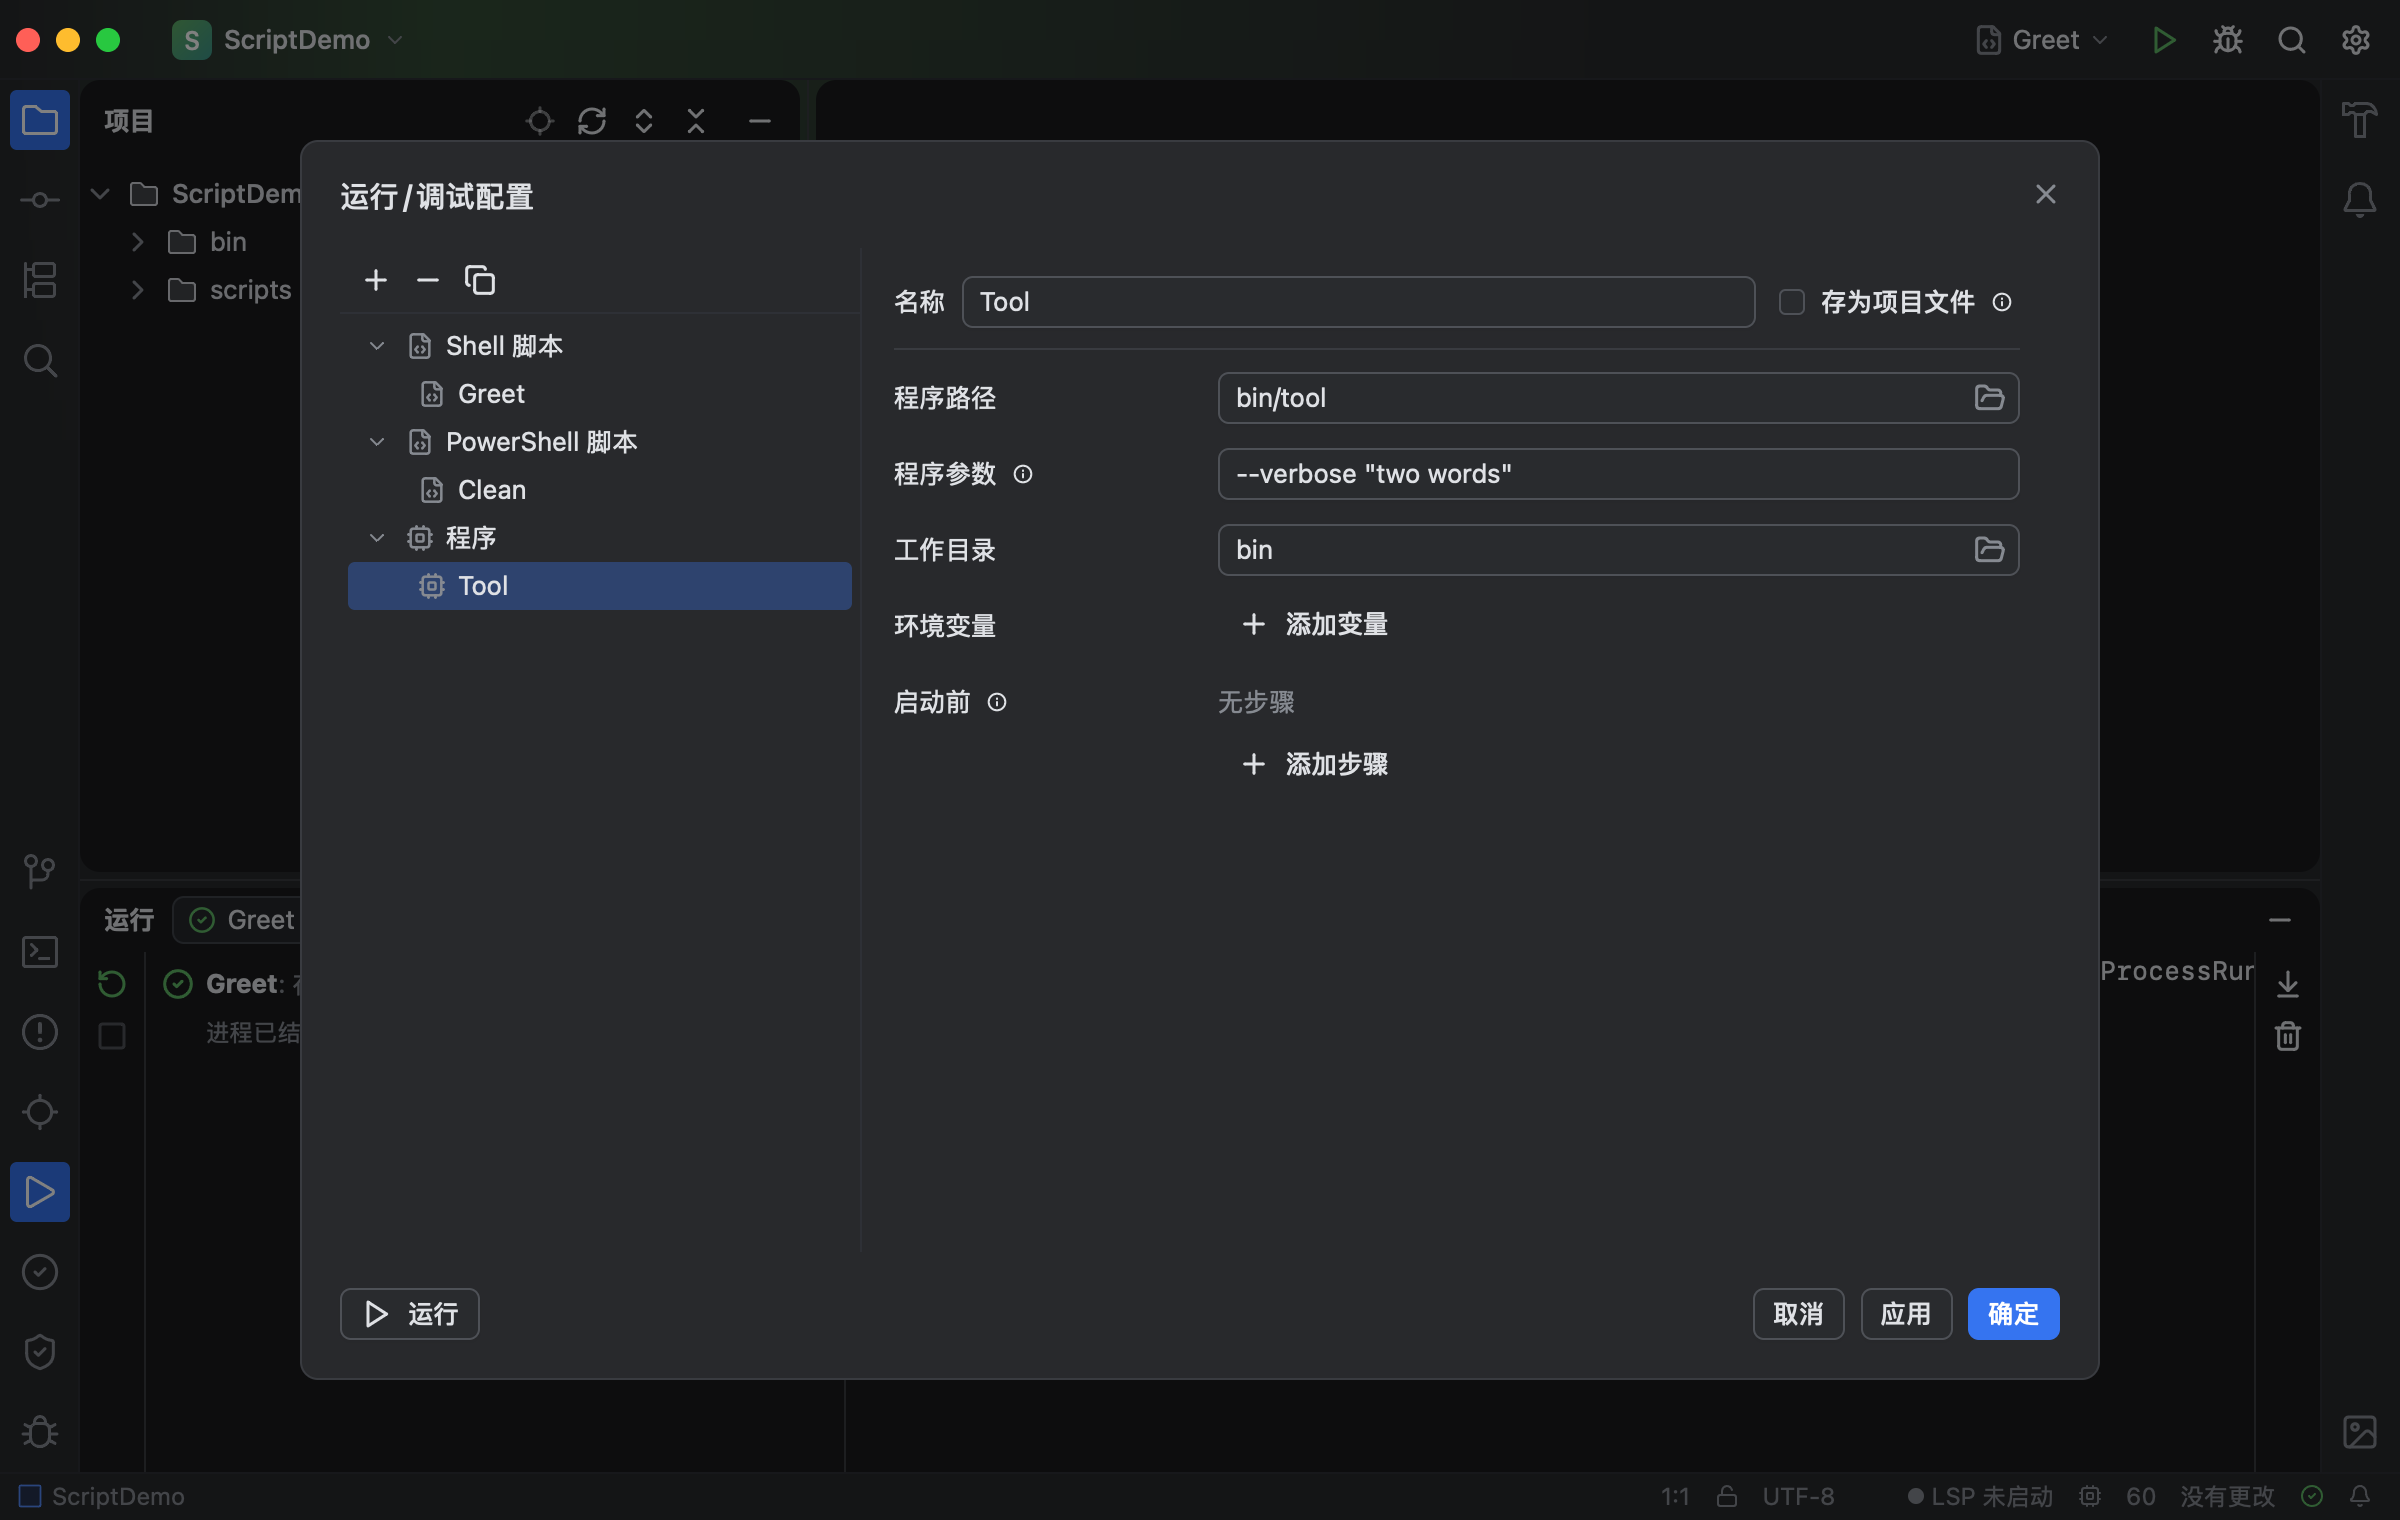 S ScriptDemo
Greet
项目
ScriptDem
bin
scripts
运行/调试配置
Shell 脚本
Greet
PowerShell 脚本
Clean
程序
Tool
名称 Tool 存为项目文件
程序路径 bin/tool
程序参数 --verbose "two words"
工作目录 bin
环境变量 添加变量
启动前 无步骤
添加步骤
运行 取消 应用 确定
运行 Greet
Greet:
进程已结
ProcessRun
ScriptDemo 1:1 UTF-8 LSP 未启动 60 没有更改